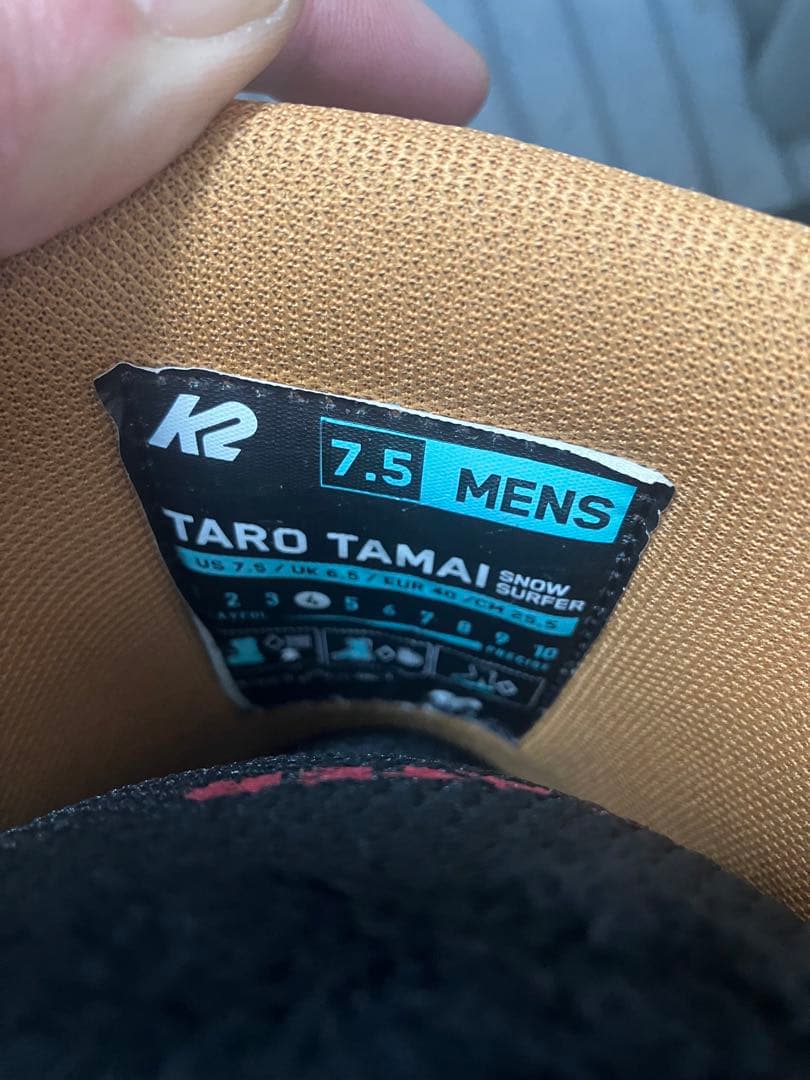 K2
7.5 MENS
TARO TAMAI SNOW SURFER
US 7.5 / UK 6.5 / EUR 40 / CM 25.5
2 3 4 5 6 7 8 9 10
PLAYFUL PRECISE